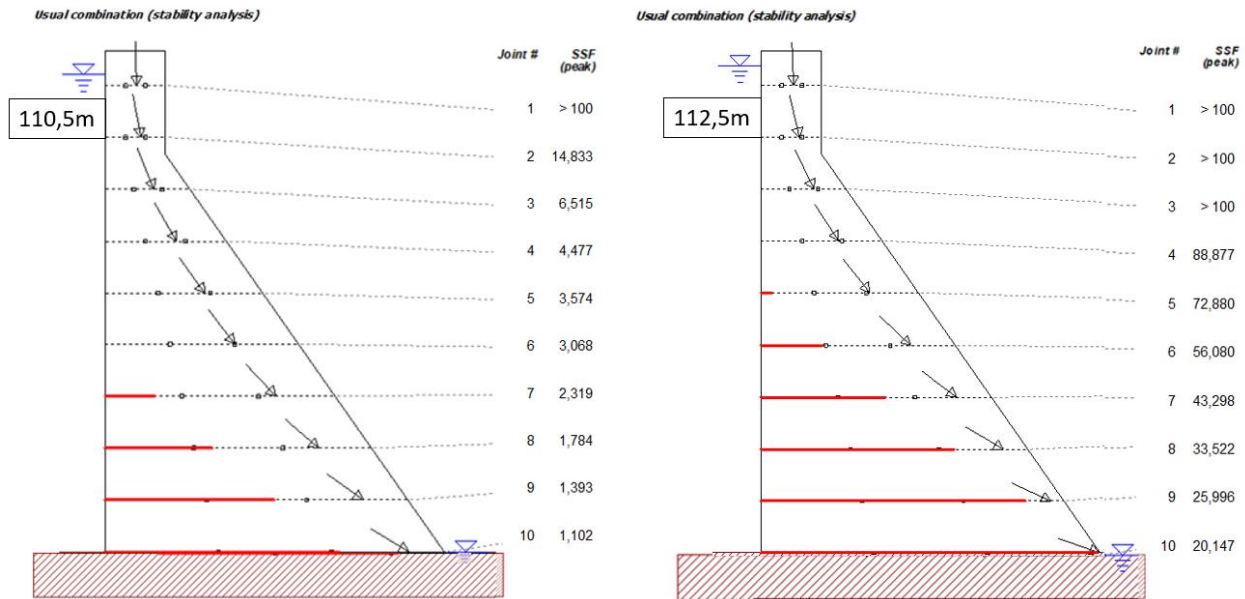 Usual combination (stability analysis)
Joint # SSF
(peak)
110,5m
1 > 100
2 14,833
3 6,515
4 4,477
5 3,574
6 3,068
7 2,319
8 1,784
9 1,393
10 1,102
Usual combination (stability analysis)
Joint # SSF
(peak)
112,5m
1 > 100
2 > 100
3 > 100
4 88,877
5 72,880
6 56,080
7 43,298
8 33,522
9 25,996
10 20,147